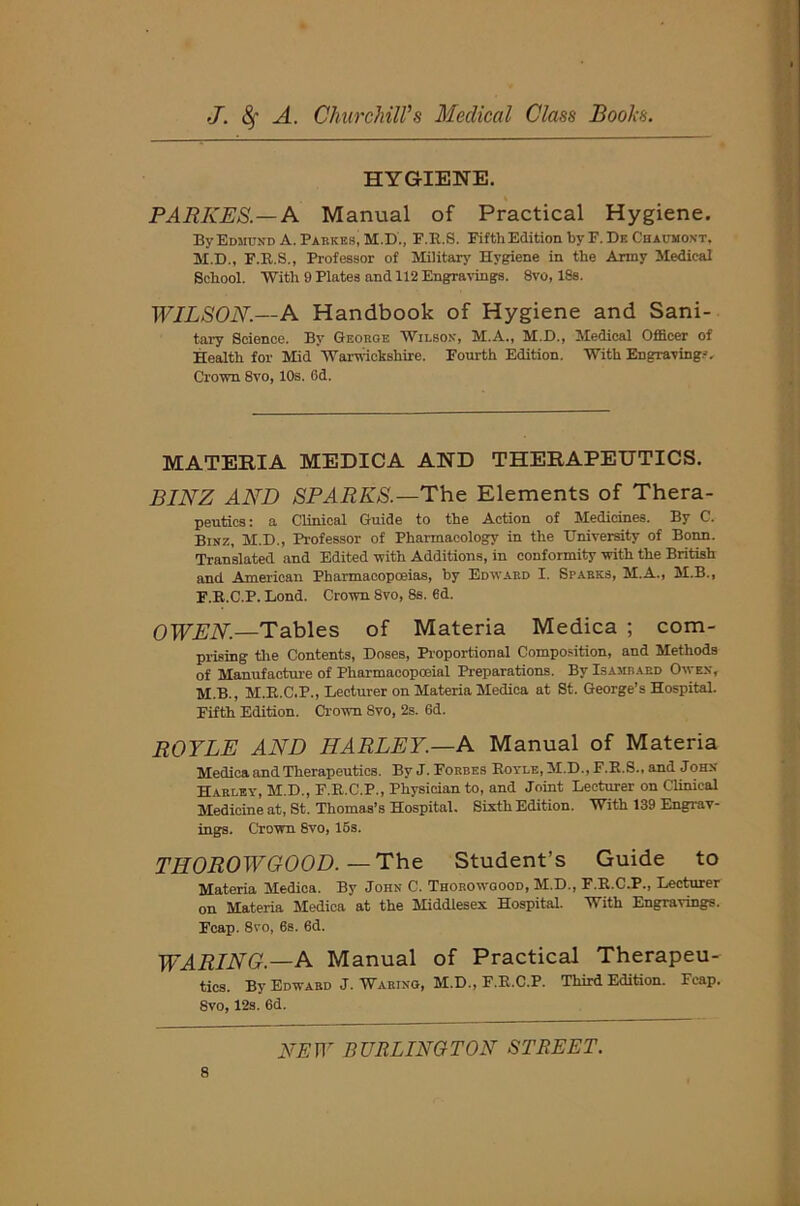 J. & A. Churchill's Medical Class Books.
HYGIENE.
PARKES.—A Manual of Practical Hygiene.
By Edmund A. Parkes, M.D., F.R.S. Fifth Edition by F. De Chaumont,
M.D., F.R.S., Professor of Military Hygiene in the Army Medical
School. With 9 Plates and 112 Engravings. 8vo, 18s.
WILSON.—A Handbook of Hygiene and Sani-
tary Science. By George Wilson, M.A., M.D., Medical Officer of
Health for Mid Warwickshire. Fourth Edition. With Engravings.
Crown 8vo, 10s. 6d.
MATERIA MEDICA AND THERAPEUTICS.
BINZ AND SPARKS.—The Elements of Thera-
peutics: a Clinical Guide to the Action of Medicines. By C.
Binz, M.D., Professor of Pharmacology in the University of Bonn.
Translated and Edited with Additions, in conformity with the British
and American Pharmacopœias, by Edward I. Sparks, M.A., M.B.,
F.R.C.P. Lond. Crown 8vo, 8s. 6d.
OWEN.—Tables of Materia Medica ; com-
prising the Contents, Doses, Proportional Composition, and Methods
of Manufacture of Pharmacopœial Preparations. By Isambard Owen,
M.B., M.R.C.P., Lecturer on Materia Medica at St. George's Hospital.
Fifth Edition. Crown 8vo, 2s. 6d.
ROYLE AND HARLEY.—A Manual of Materia
Medica and Therapeutics. By J. Forbes Royle, M.D., F.R.S., and John
Harley, M.D., F.R.C.P., Physician to, and Joint Lecturer on Clinical
Medicine at, St. Thomas's Hospital. Sixth Edition. With 139 Engrav-
ings. Crown 8vo, 15s.
THOROWGOOD.—The Student's Guide to
Materia Medica. By John C. Thorowgood, M.D., F.R.C.P., Lecturer
on Materia Medica at the Middlesex Hospital. With Engravings.
Fcap. 8vo, 6s. 6d.
WARING.—A Manual of Practical Therapeu-
tics. By Edward J. Waring, M.D., F.R.C.P. Third Edition. Fcap.
8vo, 12s. 6d.
NEW BURLINGTON STREET.
8